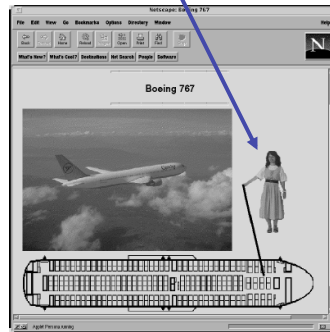 Netscape: Boeing 767
File Edit View Go Bookmarks Options Directory Window Help
Back Home Reload Open Print Find
N
What's New? What's Cool? Destinations Net Search People Software
Boeing 767